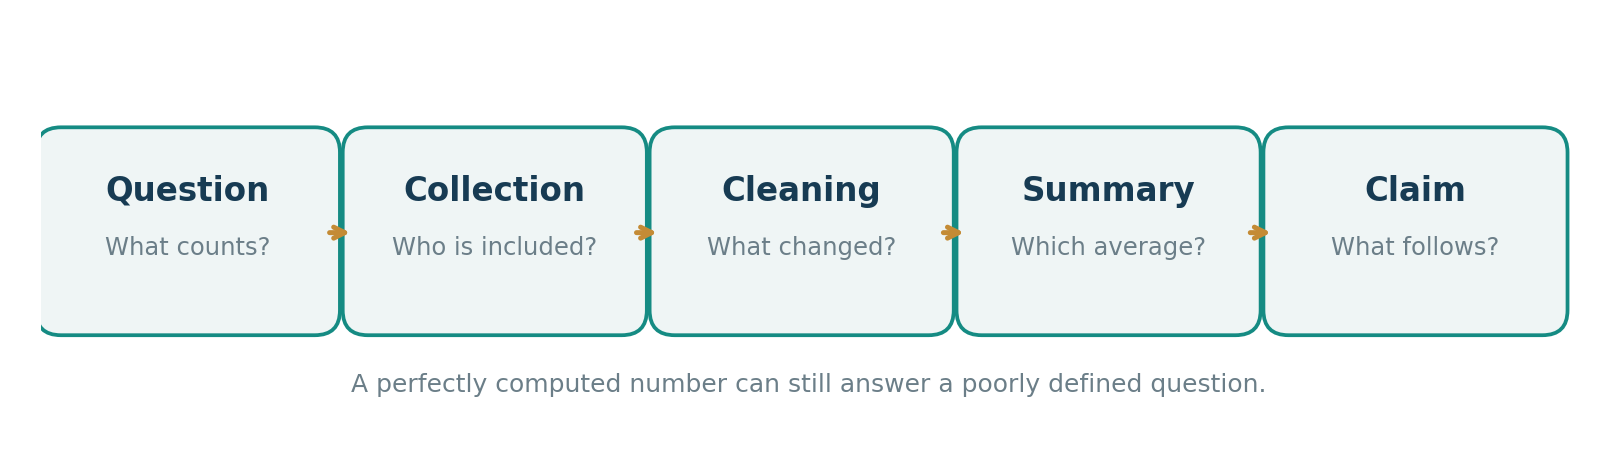 Question
What counts?
Collection
Who is included?
Cleaning
What changed?
Summary
Which average?
Claim
What follows?
A perfectly computed number can still answer a poorly defined question.